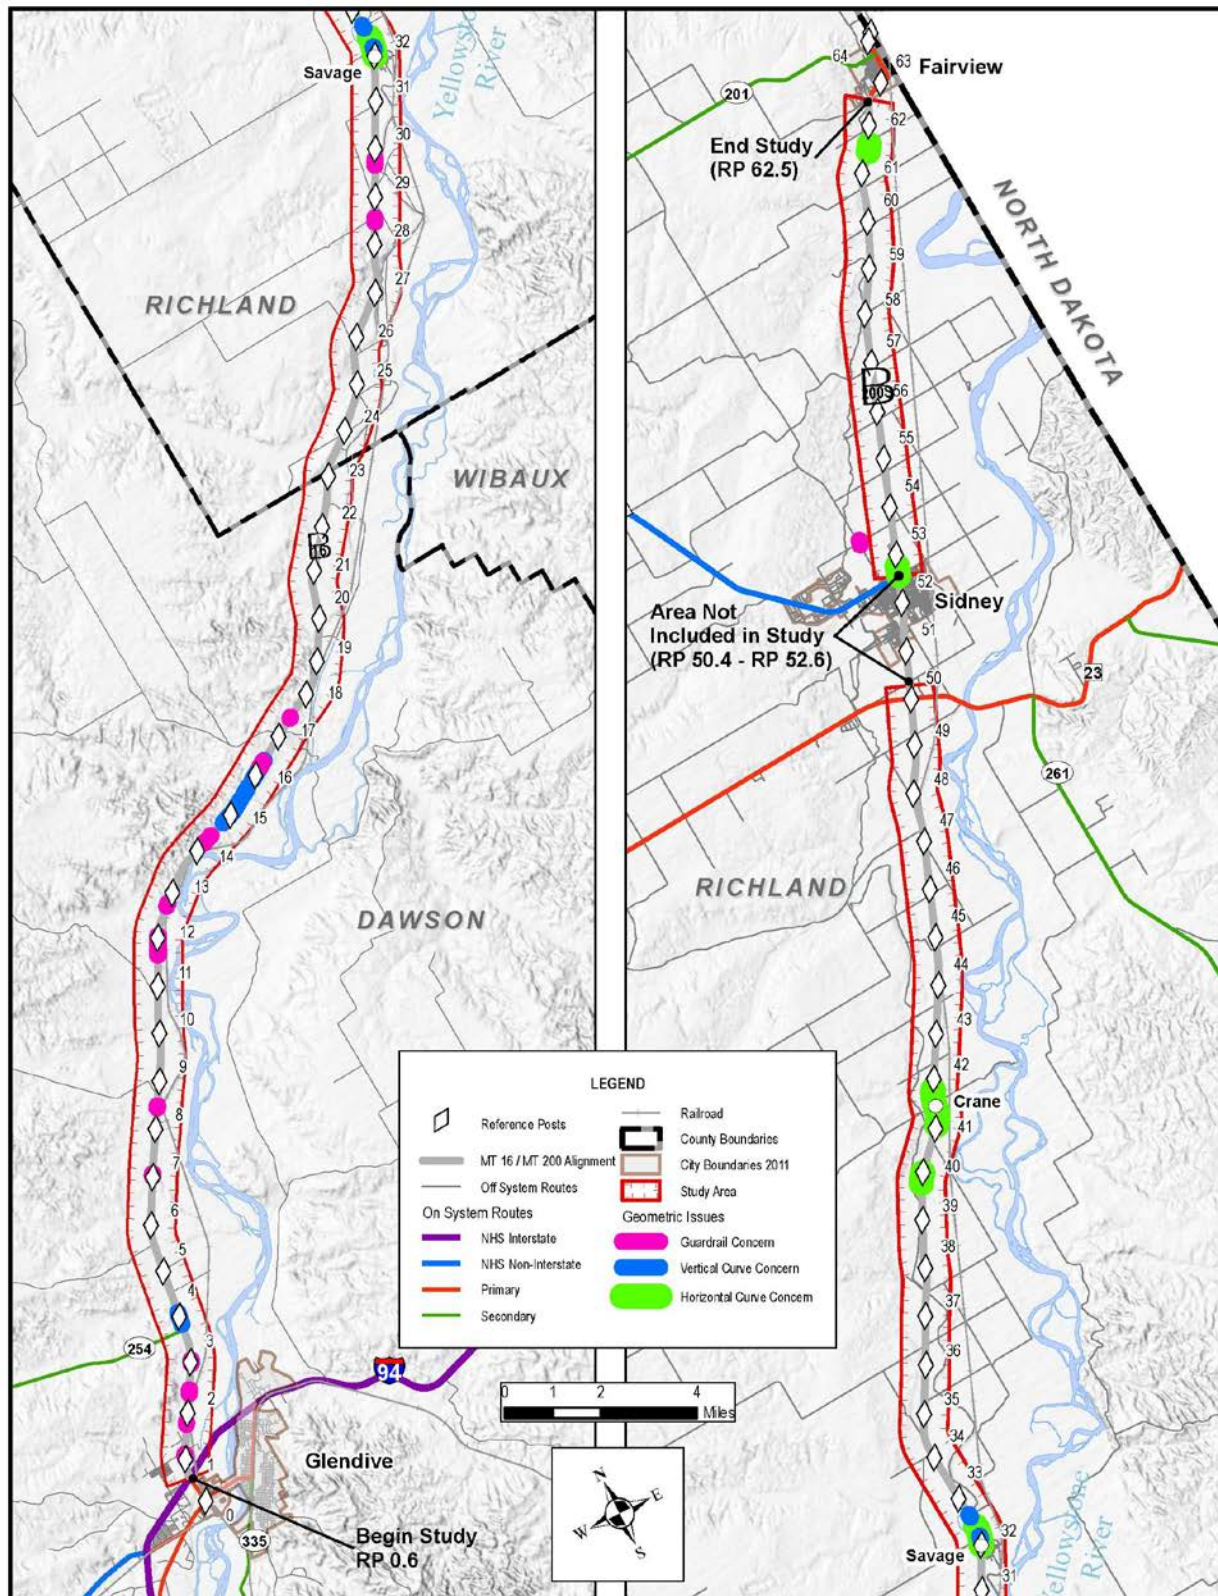 32
Savage
31
Yellowstone
River
30
29
28
27
RICHLAND
26
25
24
23
WIBAUX
22
B
16
21
20
19
18
17
16
15
14
13
DAWSON
12
11
10
9
8
7
6
5
4
3
254
2
1
94
Glendive
0
335
Begin Study
RP 0.6
64
63
Fairview
201
62
End Study
(RP 62.5)
61
60
NORTH DAKOTA
59
58
57
B
200S
56
55
54
53
52
Sidney
Area Not
Included in Study
(RP 50.4 - RP 52.6)
51
50
23
49
261
48
47
46
RICHLAND
45
44
43
42
Crane
41
40
39
38
37
36
35
34
33
32
Savage
31
Yellowstone
River
LEGEND
Reference Posts
MT 16 / MT 200 Alignment
Off System Routes
On System Routes
NHS Interstate
NHS Non-Interstate
Primary
Secondary
Railroad
County Boundaries
City Boundaries 2011
Study Area
Geometric Issues
Guardrail Concern
Vertical Curve Concern
Horizontal Curve Concern
0 1 2 4
Miles
N
E
W
S